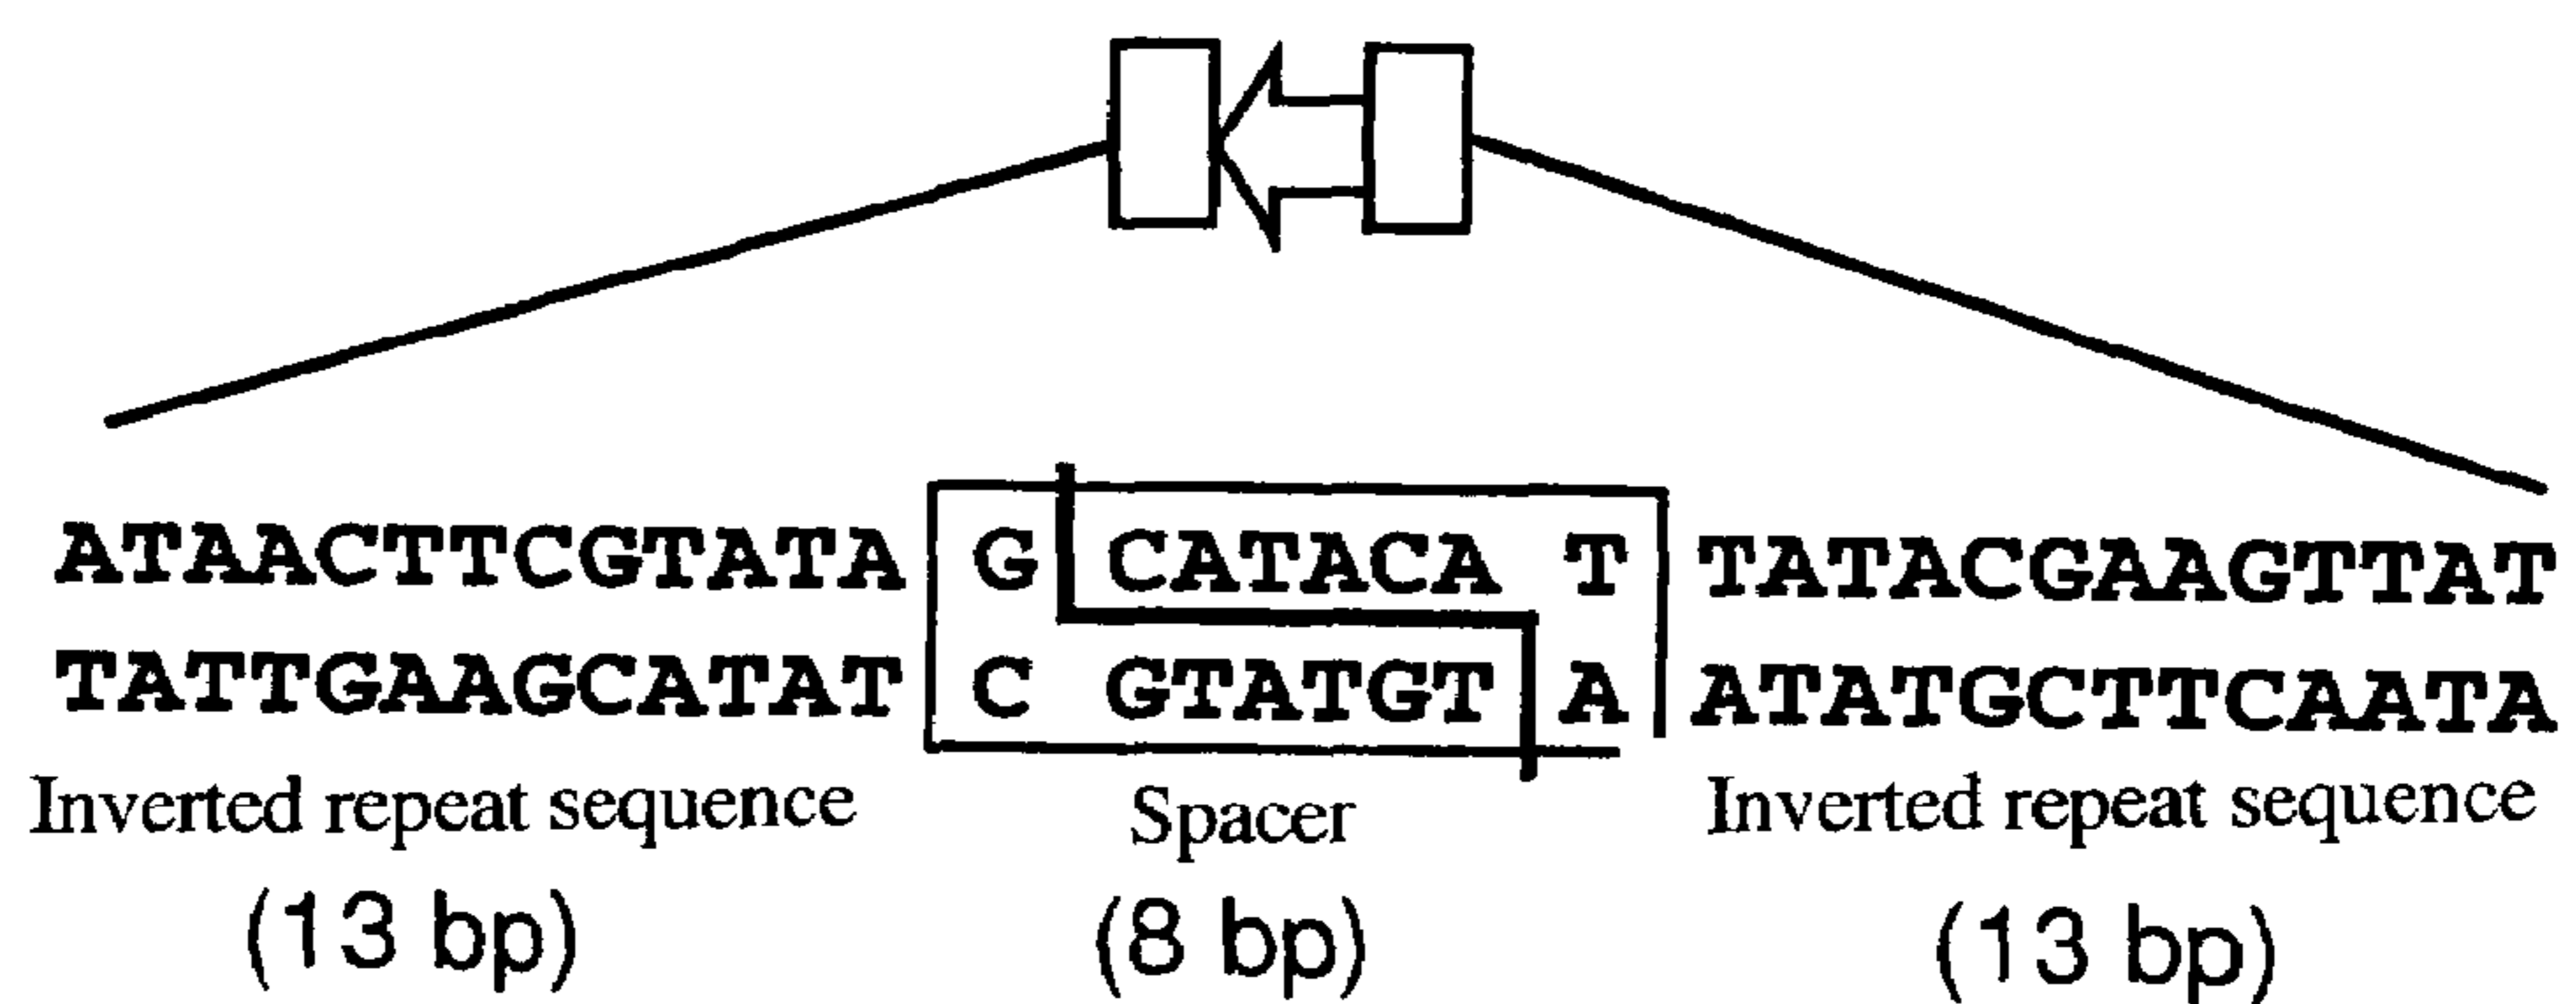 ATAACTTCGTATA G CATACA T TATACGAAGTTAT
TATTGAAGCATAT C GTATGT A ATATGCTTCAATA
Inverted repeat sequence Spacer Inverted repeat sequence
(13 bp) (8 bp) (13 bp)